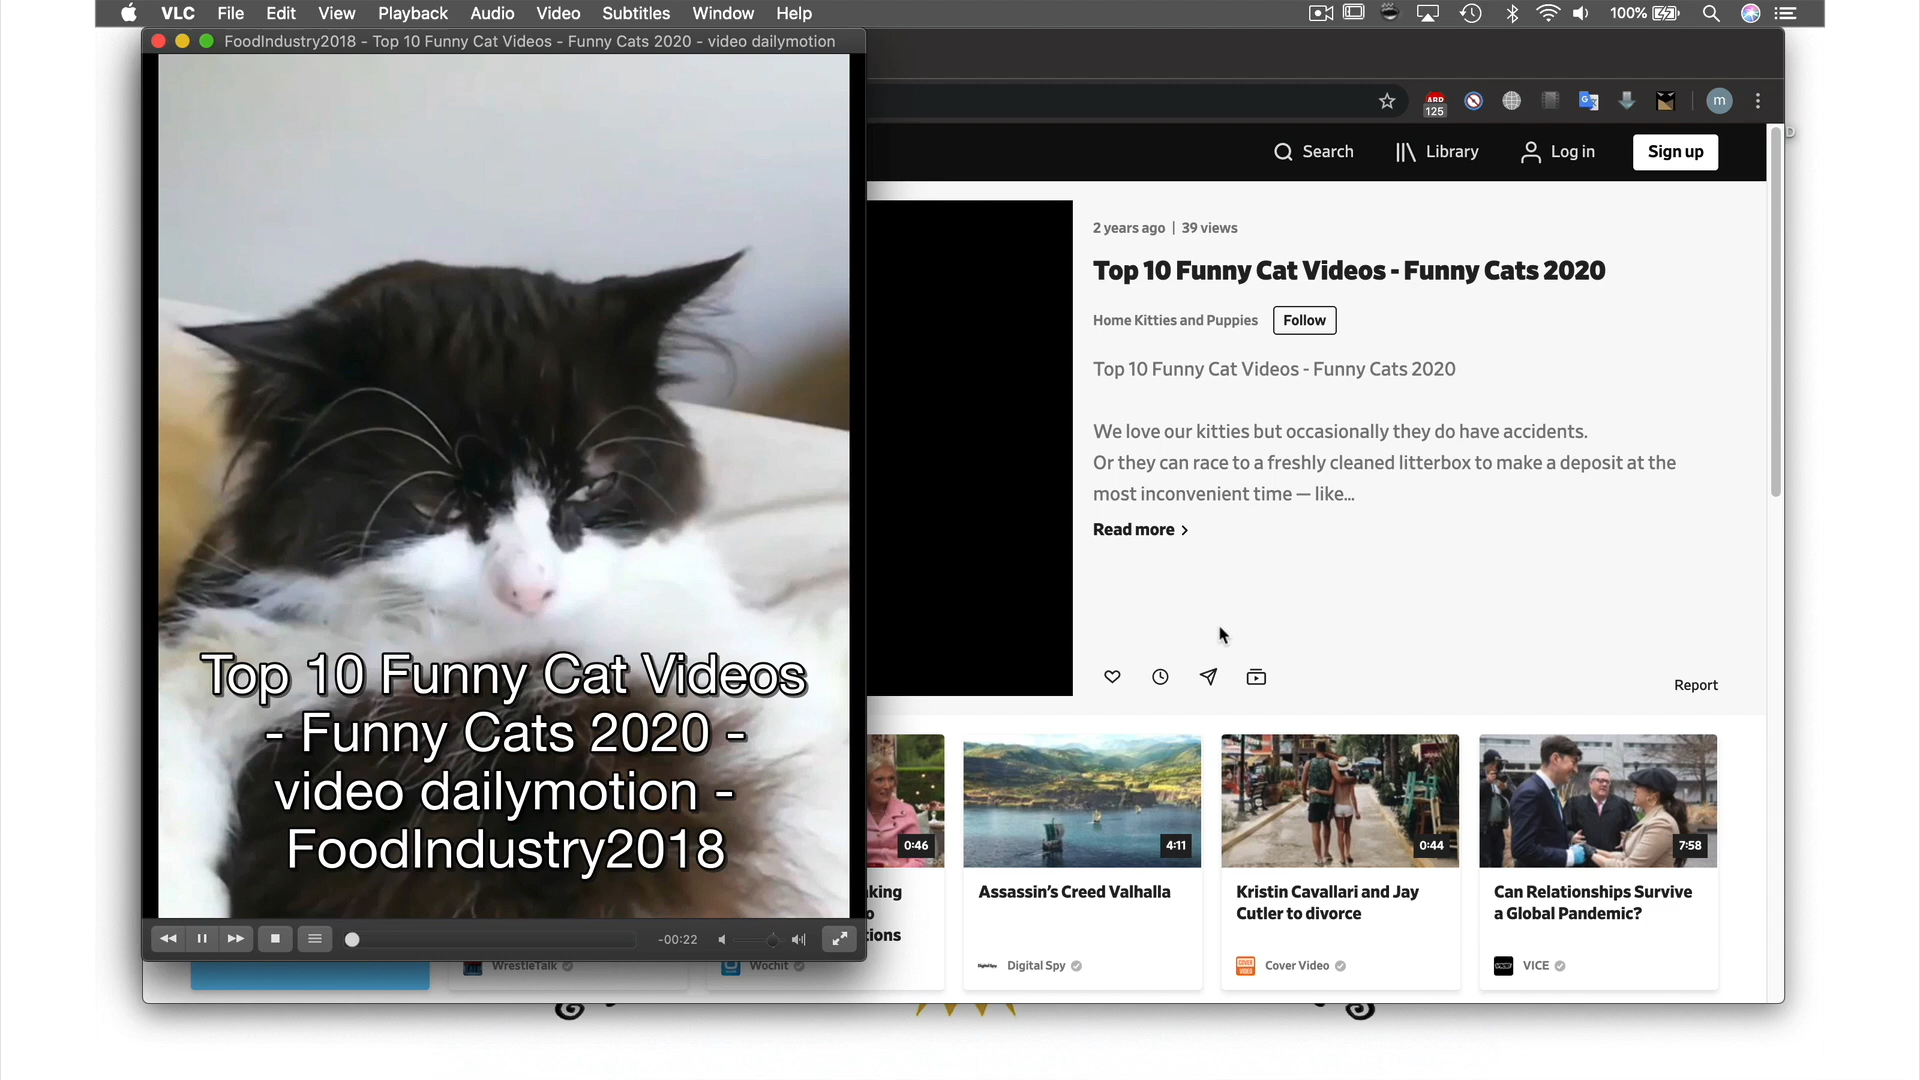 VLC File Edit View Playback Audio Video Subtitles Window Help
100%
FoodIndustry2018 - Top 10 Funny Cat Videos - Funny Cats 2020 - video dailymotion
ABP
125
m
Search
Library
Log in
Sign up
2 years ago | 39 views
Top 10 Funny Cat Videos - Funny Cats 2020
Home Kitties and Puppies
Follow
Top 10 Funny Cat Videos - Funny Cats 2020
We love our kitties but occasionally they do have accidents.
Or they can race to a freshly cleaned litterbox to make a deposit at the
most inconvenient time — like...
Read more
Report
Top 10 Funny Cat Videos
- Funny Cats 2020 -
video dailymotion -
FoodIndustry2018
-00:22
0:46
4:11
0:44
7:58
Assassin's Creed Valhalla
Kristin Cavallari and Jay
Cutler to divorce
Can Relationships Survive
a Global Pandemic?
WrestleTalk
Wochit
Digital Spy
Cover Video
VICE